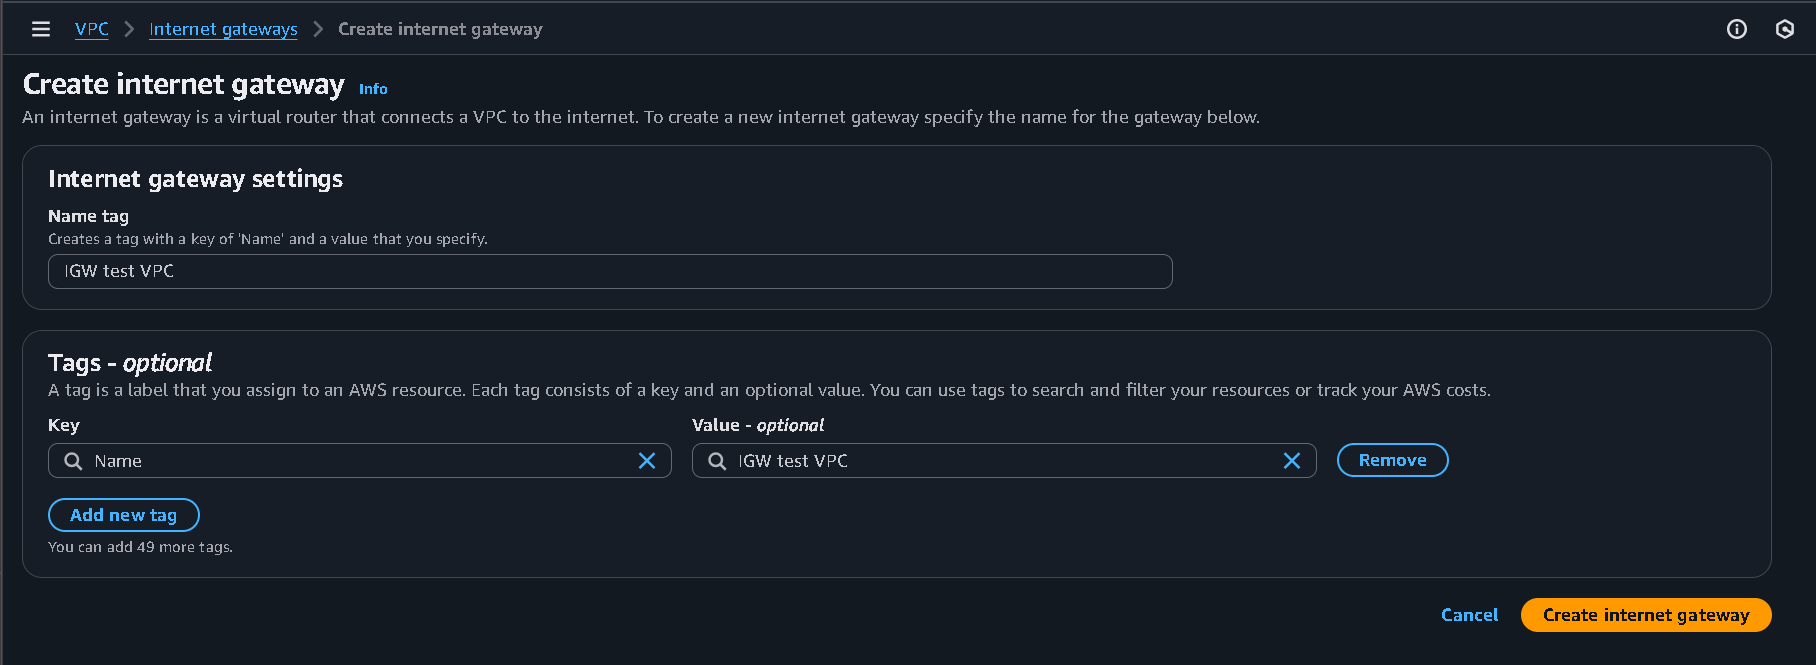 VPC > Internet gateways > Create internet gateway
Create internet gateway Info
An internet gateway is a virtual router that connects a VPC to the internet. To create a new internet gateway specify the name for the gateway below.
Internet gateway settings
Name tag
Creates a tag with a key of 'Name' and a value that you specify.
IGW test VPC
Tags - optional
A tag is a label that you assign to an AWS resource. Each tag consists of a key and an optional value. You can use tags to search and filter your resources or track your AWS costs.
Key Value - optional
Name IGW test VPC Remove
Add new tag
You can add 49 more tags.
Cancel Create internet gateway